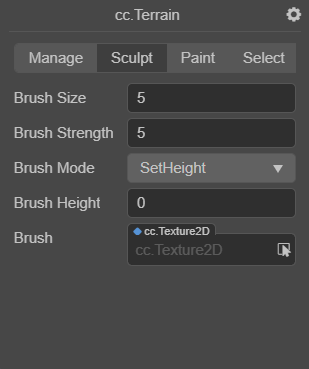 cc.Terrain
Manage Sculpt Paint Select
Brush Size 5
Brush Strength 5
Brush Mode SetHeight
Brush Height 0
Brush cc.Texture2D
cc.Texture2D